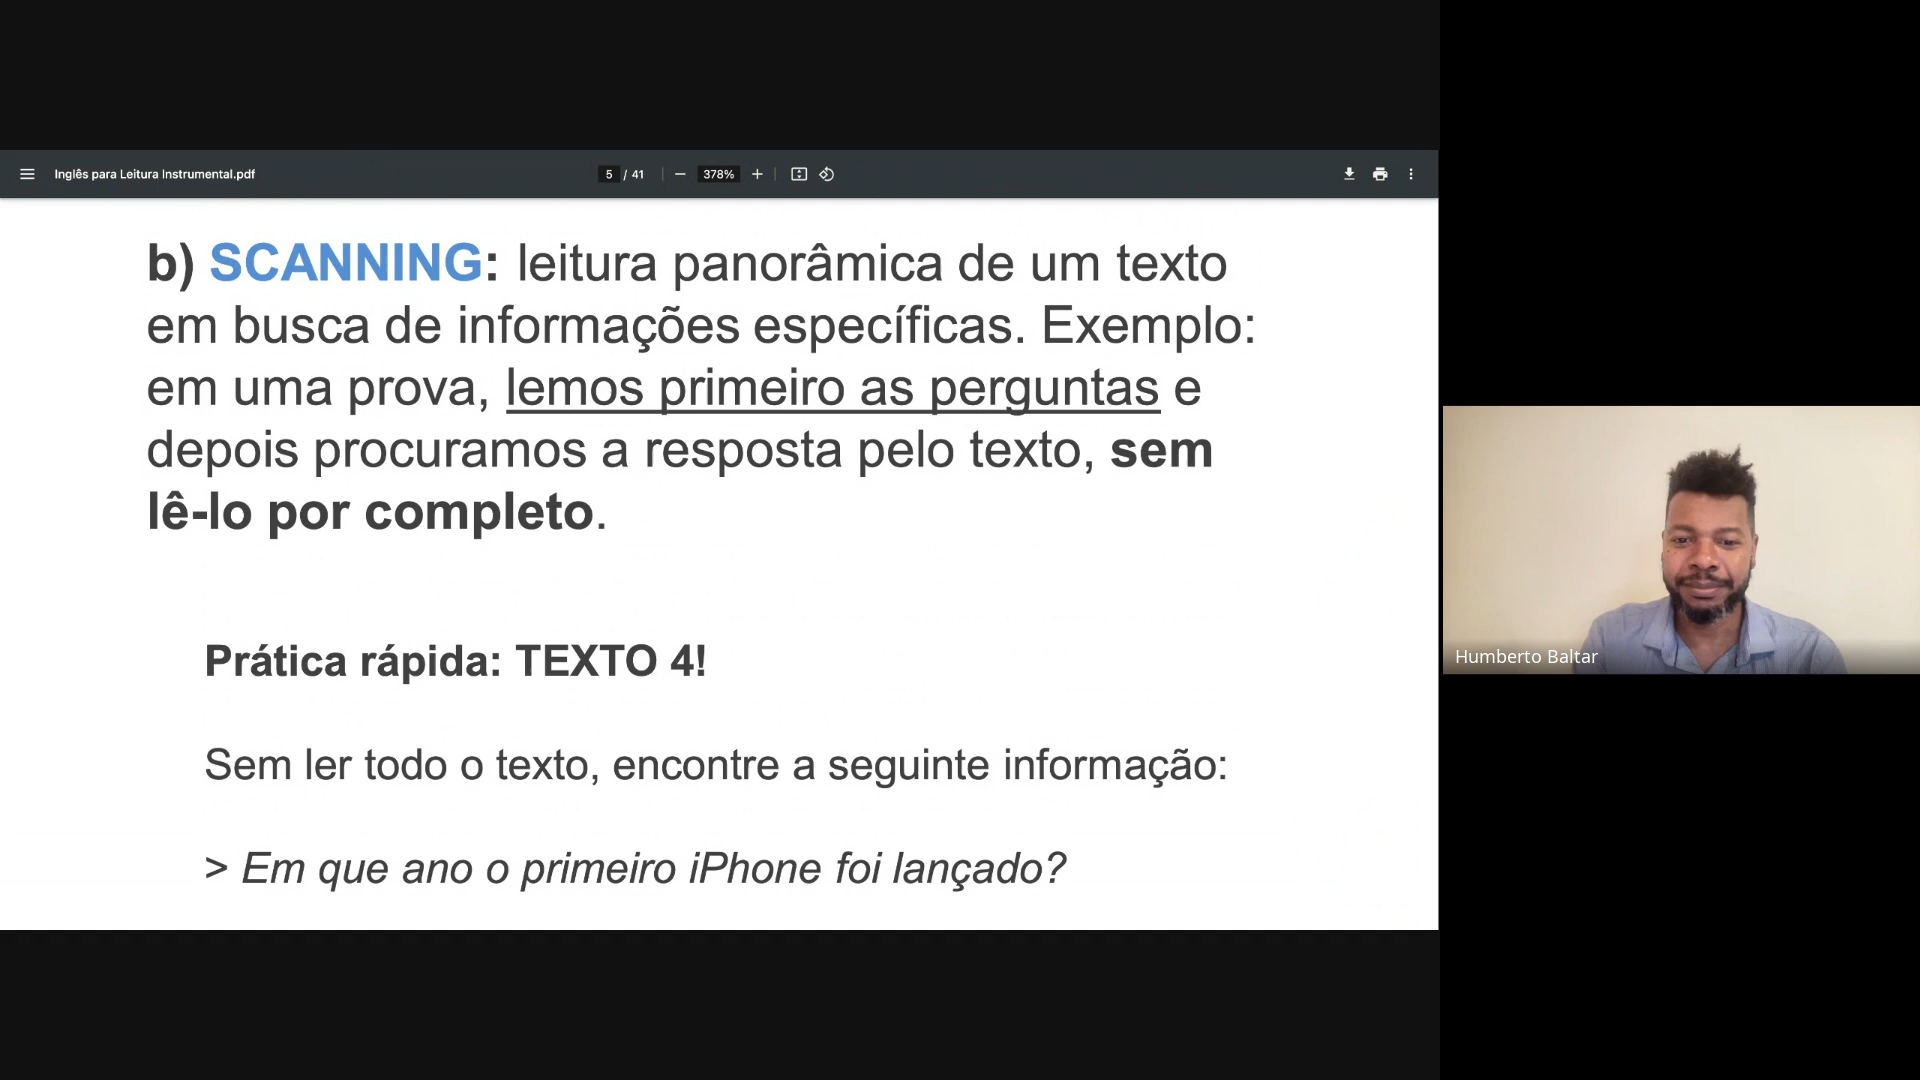 Inglês para Leitura Instrumental.pdf
5 / 41
378%
b) SCANNING: leitura panorâmica de um texto
em busca de informações específicas. Exemplo:
em uma prova, lemos primeiro as perguntas e
depois procuramos a resposta pelo texto, sem
lê-lo por completo.
Prática rápida: TEXTO 4!
Sem ler todo o texto, encontre a seguinte informação:
> Em que ano o primeiro iPhone foi lançado?
Humberto Baltar